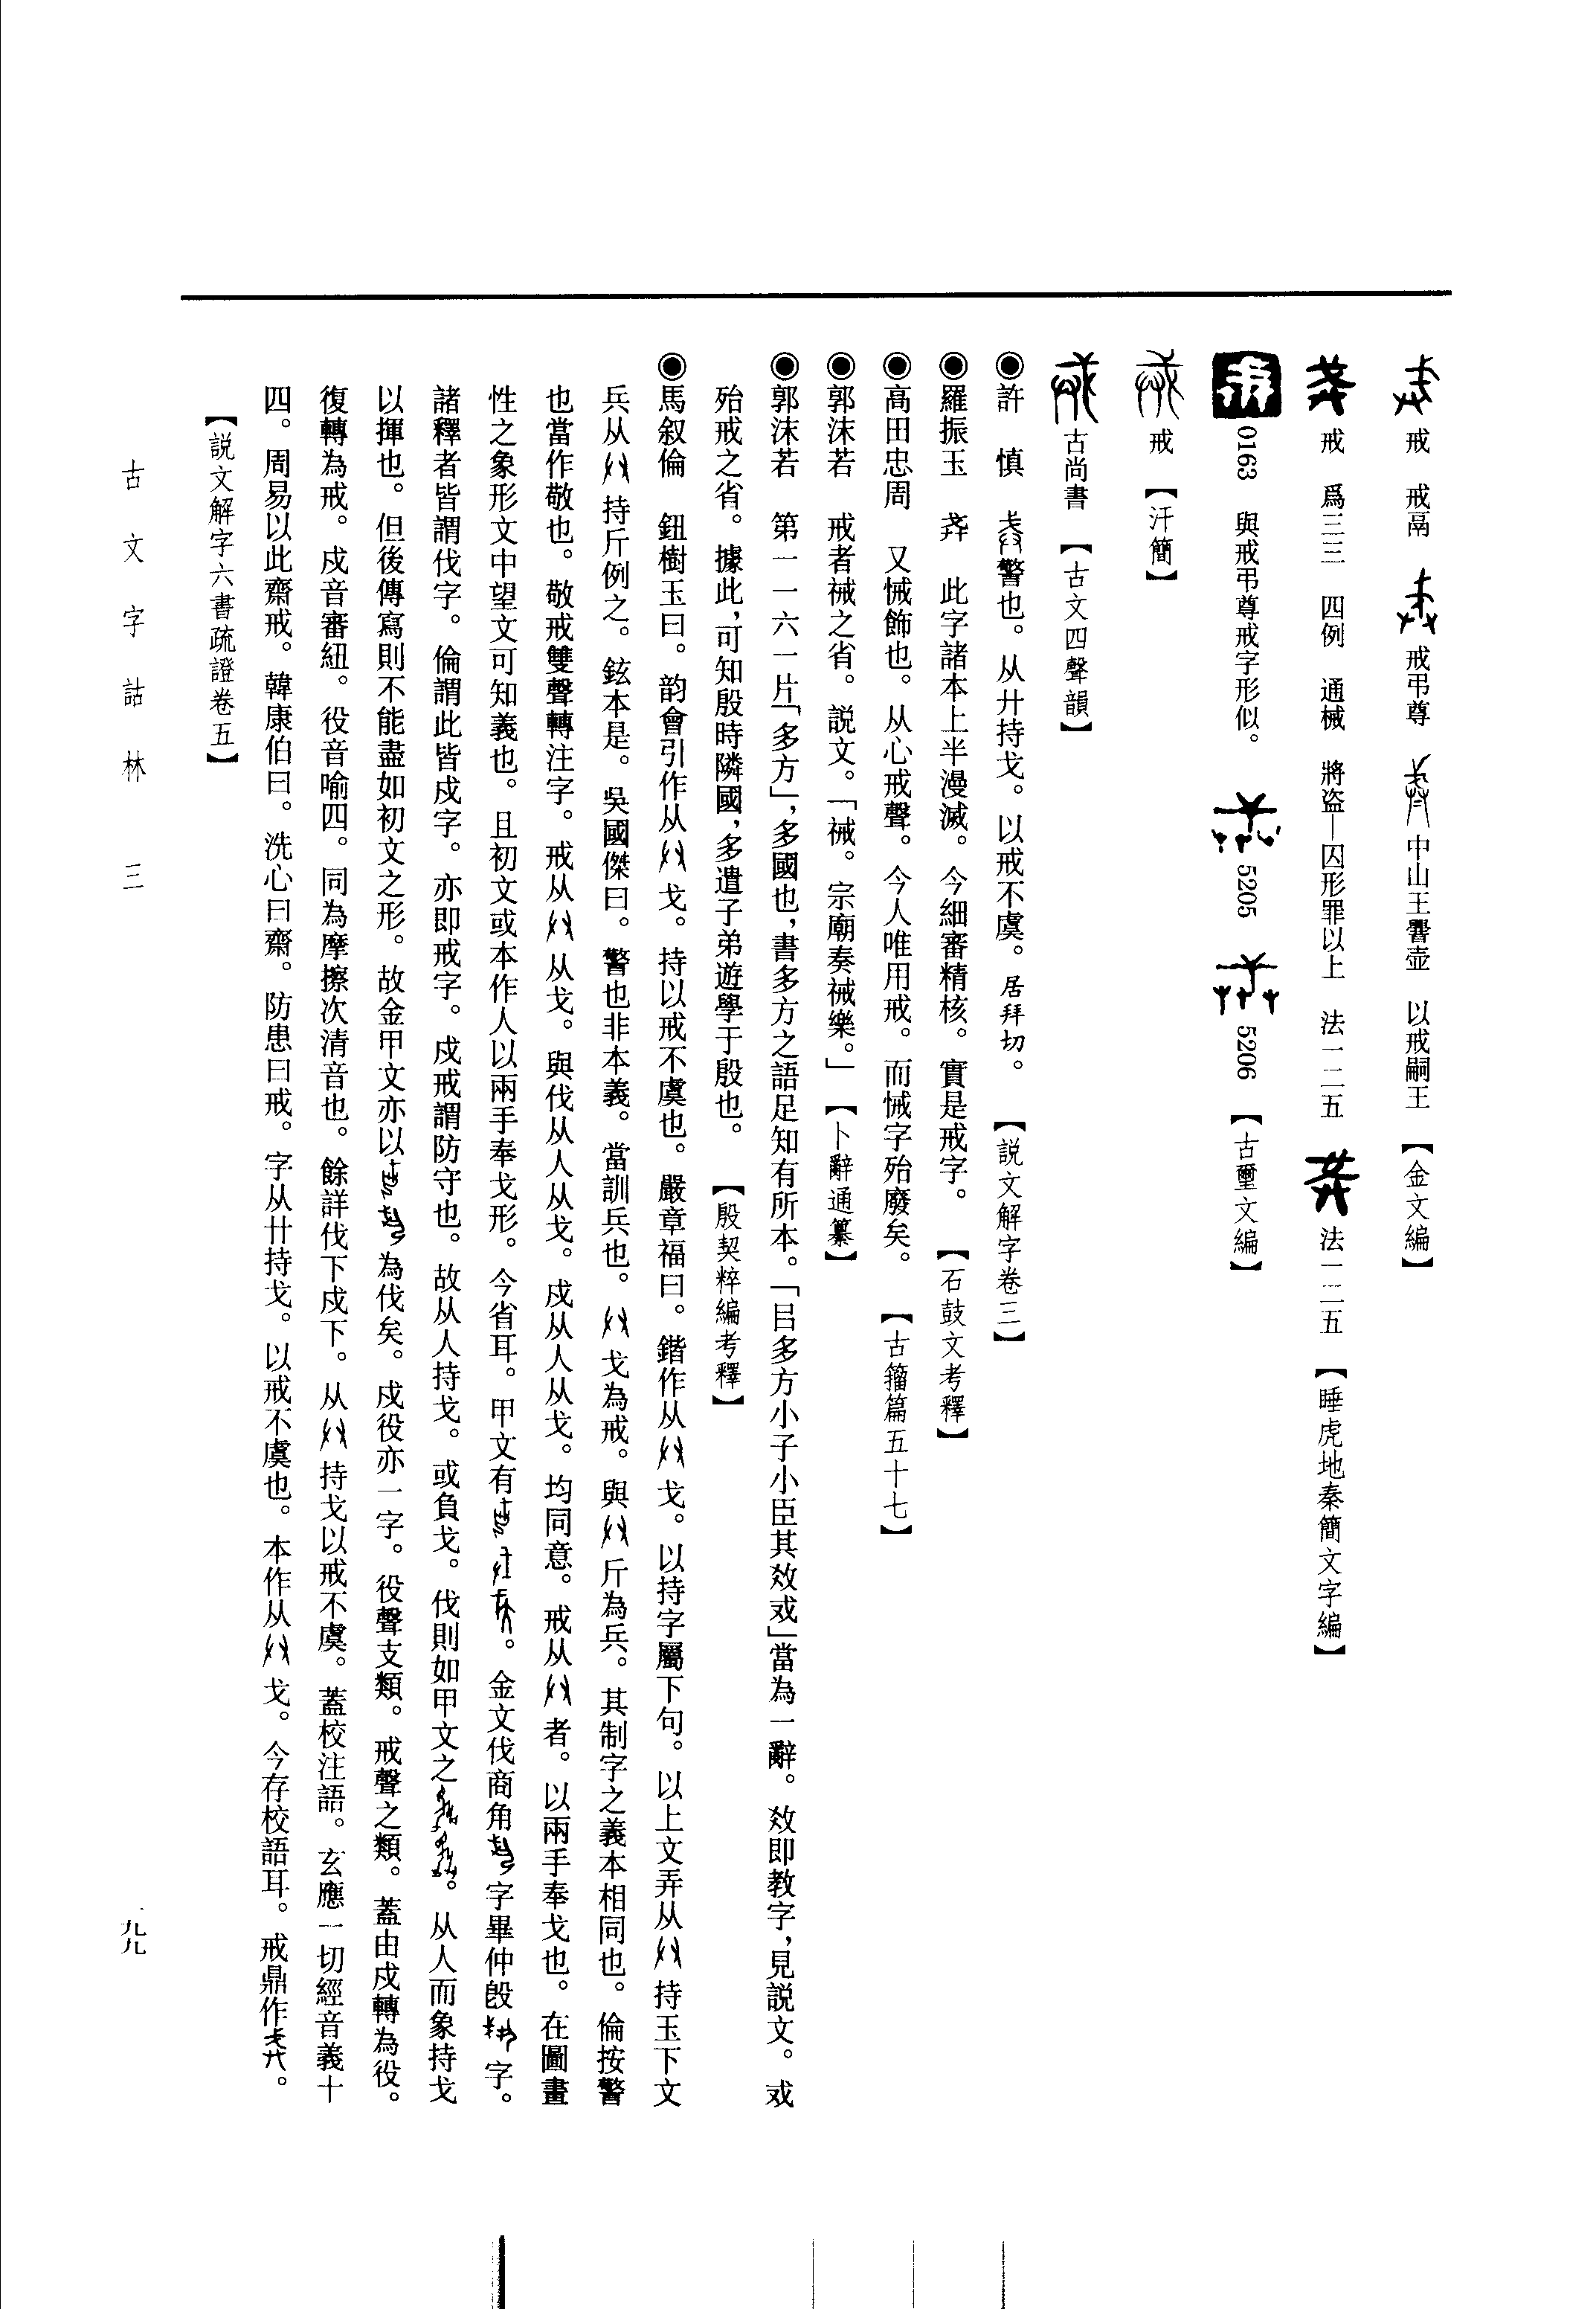 戒　戒鬲　戒弔尊　中山王𰯼壺　以戒嗣王　【金文編】
戒　爲三三　四例　通械　將盜—囚形罪以上　法一二五　法一二五　【睡虎地秦簡文字編】
0163　與戒弔尊戒字形似。　5205　5206　【古璽文編】
戒　【汗簡】
古尚書　【古文四聲韻】
◉許　慎　警也。从廾持戈。以戒不虞。居拜切。　【説文解字卷三】
◉羅振玉　此字諸本上半漫滅。今細審精核。實是戒字。　【石鼓文考釋】
◉高田忠周　又悈飾也。从心戒聲。今人唯用戒。而悈字殆廢矣。　【古籀篇五十七】
◉郭沫若　戒者祴之省。説文。「祴。宗廟奏祴樂。」　【卜辭通纂】
◉郭沫若　第一一六一片「多方」，多國也，書多方之語足知有所本。「㠯多方小子小臣其效戒」當為一辭。效即教字，見説文。戒
殆戒之省。據此，可知殷時隣國，多遣子弟遊學于殷也。　【殷契粹編考釋】
◉馬叙倫　鈕樹玉曰。韵會引作从戈。持以戒不虞也。嚴章福曰。鍇作从戈。以持字屬下句。以上文弄从持玉下文
兵从持斤例之。鉉本是。吳國傑曰。警也非本義。當訓兵也。戈為戒。與斤為兵。其制字之義本相同也。倫按警
也當作敬也。敬戒雙聲轉注字。戒从从戈。與伐从人从戈。戍从人从戈。均同意。戒从者。以兩手奉戈也。在圖畫
性之象形文中望文可知義也。且初文或本作人以兩手奉戈形。今省耳。甲文有。金文伐商角字畢仲𣪘字。
諸釋者皆謂伐字。倫謂此皆戍字。亦即戒字。戍戒謂防守也。故从人持戈。或負戈。伐則如甲文之。从人而象持戈
以揮也。但後傳寫則不能盡如初文之形。故金甲文亦以為伐矣。戍役亦一字。役聲支類。戒聲之類。蓋由戍轉為役。
復轉為戒。戍音審紐。役音喻四。同為摩擦次清音也。餘詳伐下戍下。从持戈以戒不虞。蓋校注語。玄應一切經音義十
四。周易以此齋戒。韓康伯曰。洗心曰齋。防患曰戒。字从廾持戈。以戒不虞也。本作从戈。今存校語耳。戒鼎作。
【説文解字六書疏證卷五】
古文字詁林　三
一九九